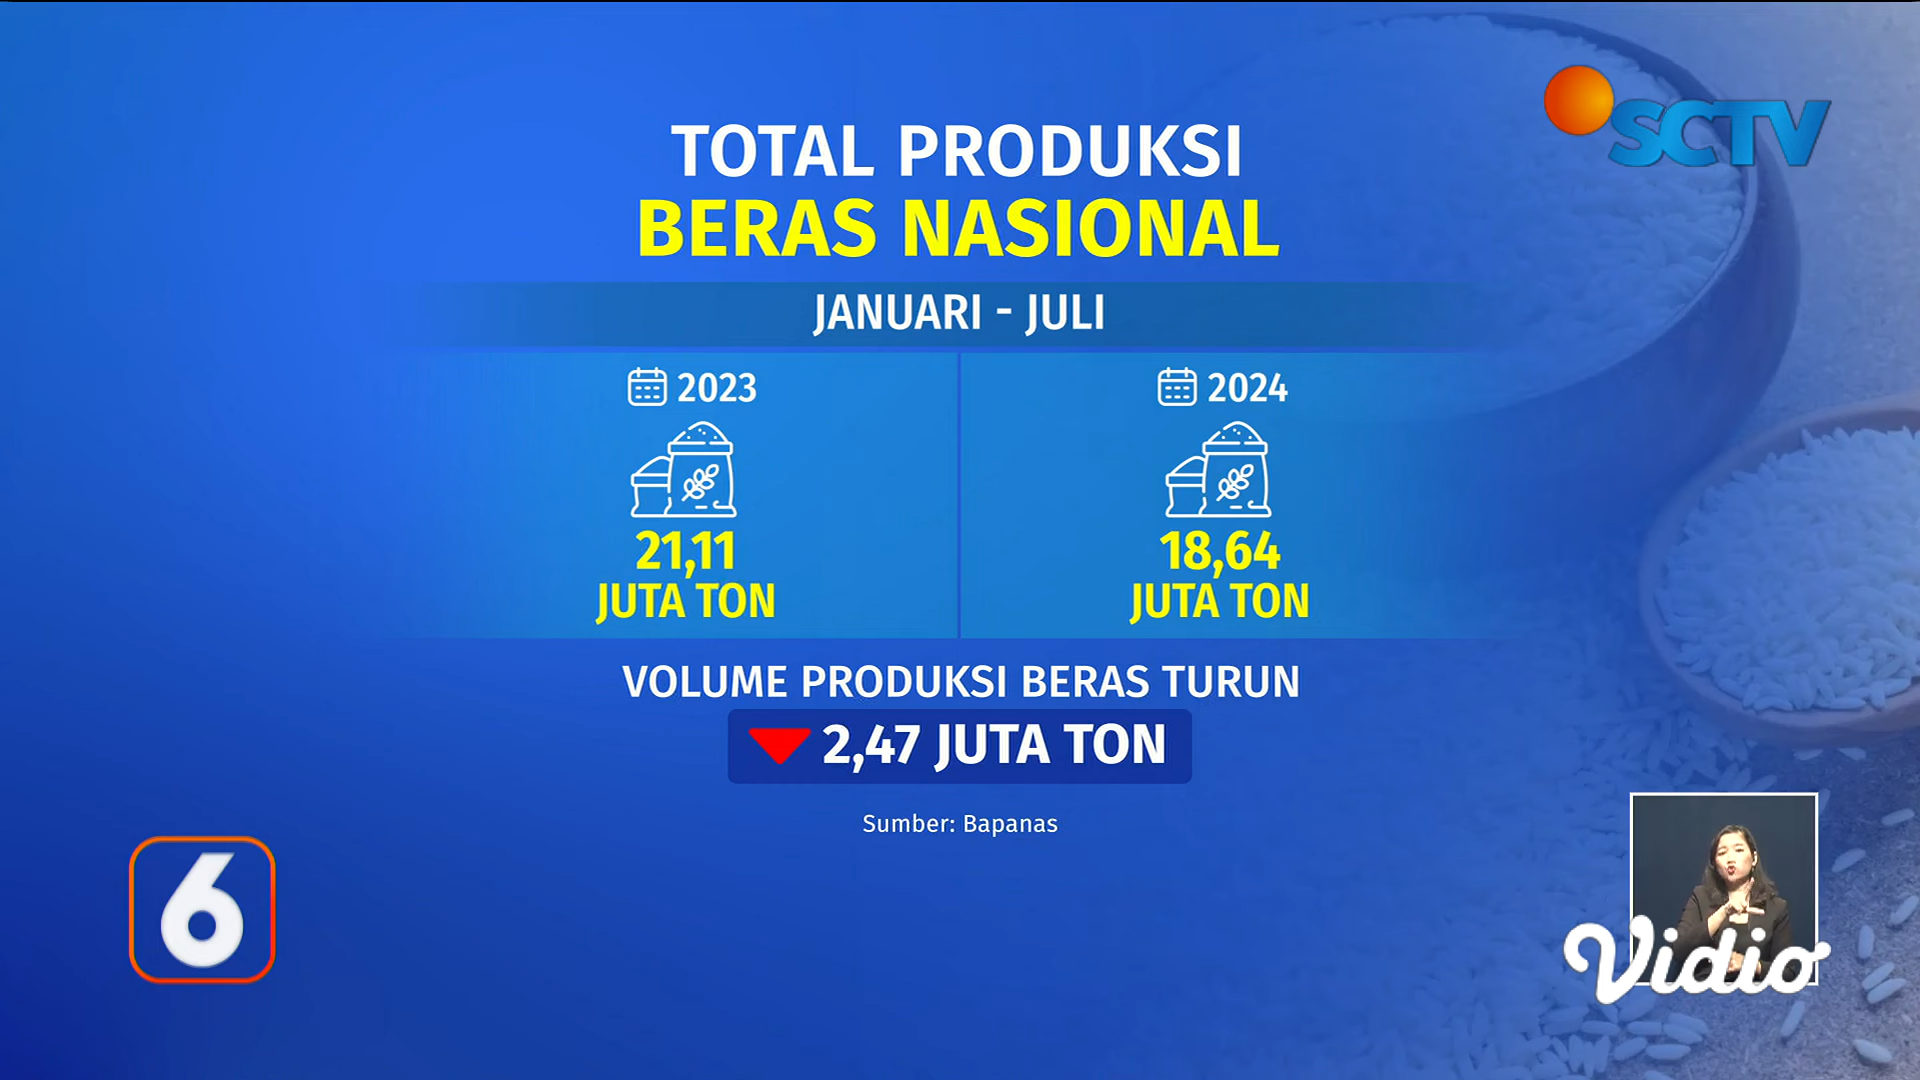 SCTV
TOTAL PRODUKSI
BERAS NASIONAL
JANUARI - JULI
2023
2024
21,11
JUTA TON
18,64
JUTA TON
VOLUME PRODUKSI BERAS TURUN
2,47 JUTA TON
Sumber: Bapanas
6
Vidio